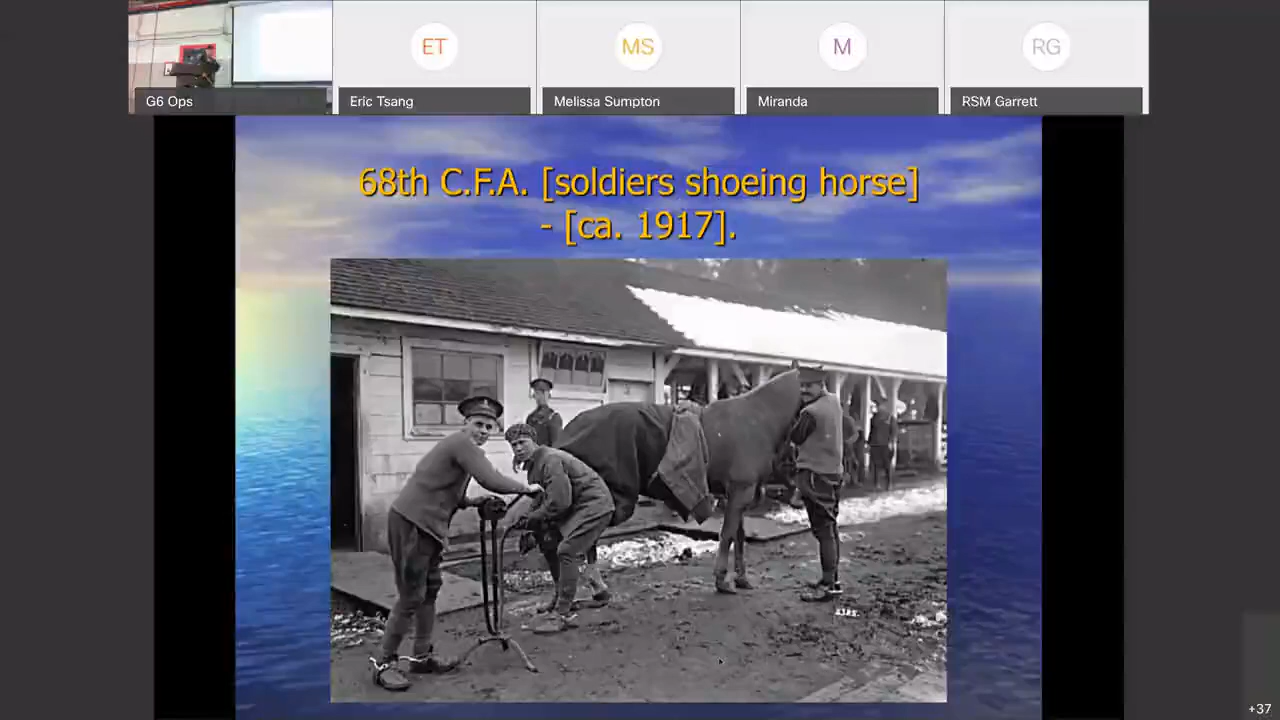 ET
MS
M
RG
G6 Ops
Eric Tsang
Melissa Sumpton
Miranda
RSM Garrett
68th C.F.A. [soldiers shoeing horse]
- [ca. 1917].
+37